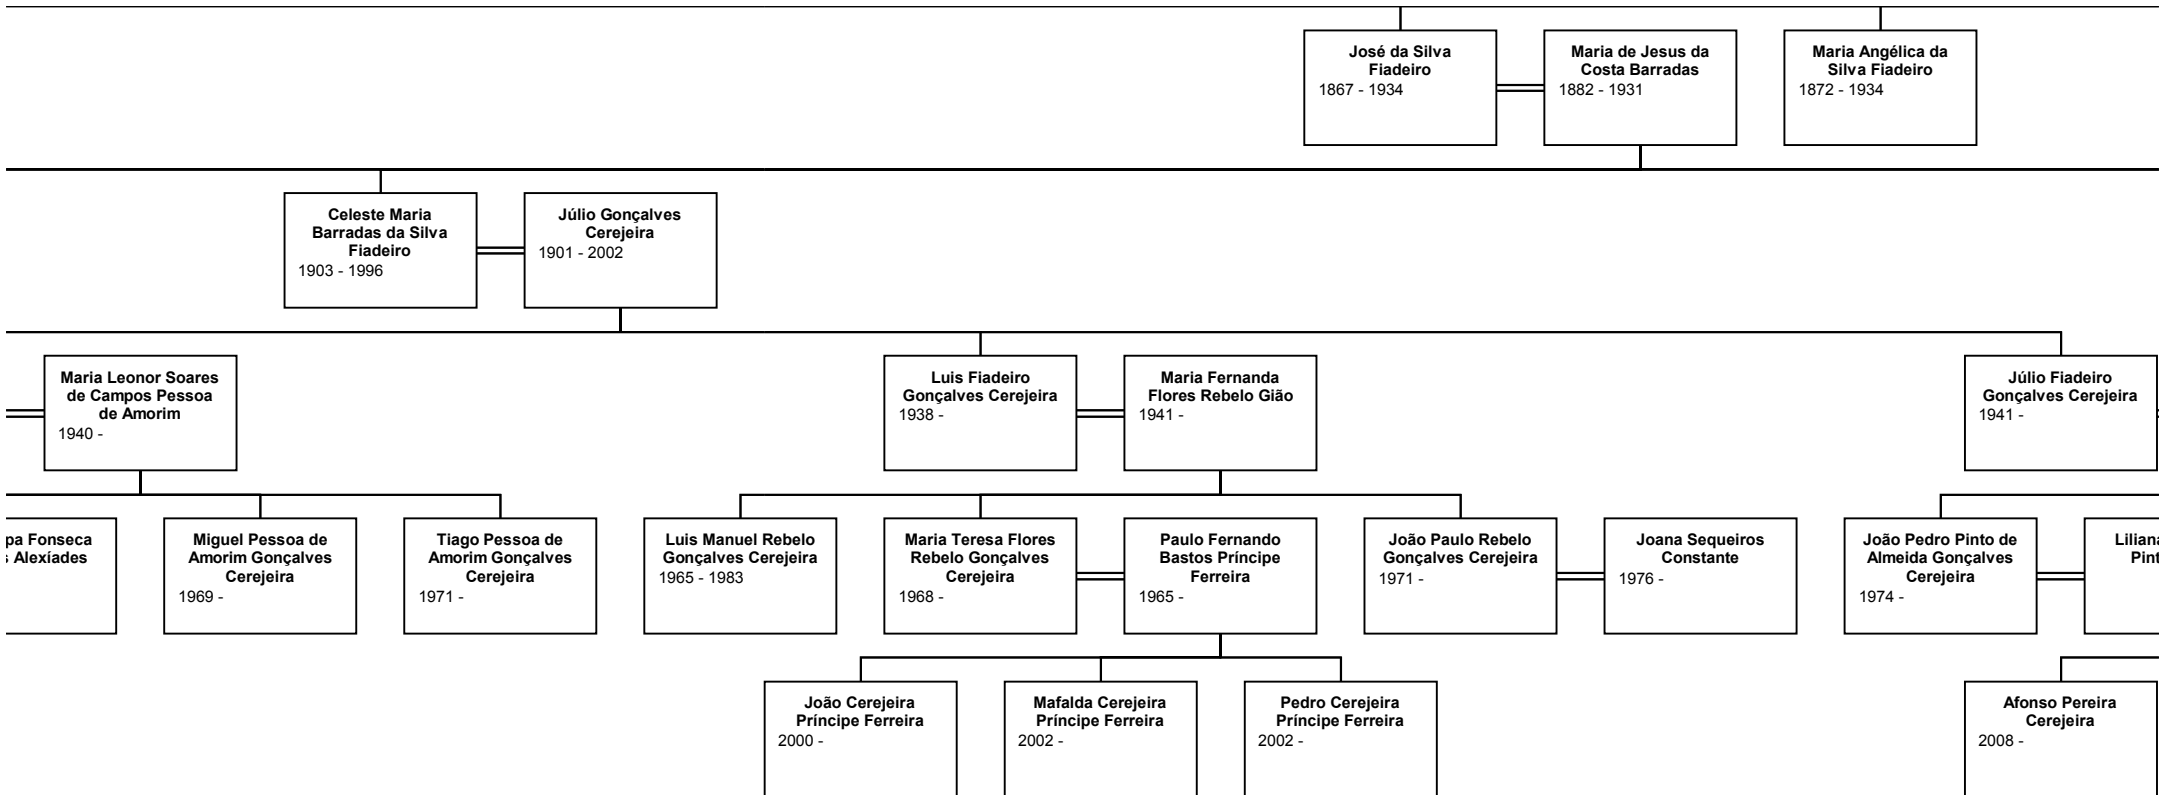 José da Silva
Fiadeiro
1867 - 1934
Maria de Jesus da
Costa Barradas
1882 - 1931
Maria Angélica da
Silva Fiadeiro
1872 - 1934
Celeste Maria
Barradas da Silva
Fiadeiro
1903 - 1996
Júlio Gonçalves
Cerejeira
1901 - 2002
Maria Leonor Soares
de Campos Pessoa
de Amorim
1940 -
Luis Fiadeiro
Gonçalves Cerejeira
1938 -
Maria Fernanda
Flores Rebelo Gião
1941 -
Júlio Fiadeiro
Gonçalves Cerejeira
1941 -
Fonseca
Alexíades
Miguel Pessoa de
Amorim Gonçalves
Cerejeira
1969 -
Tiago Pessoa de
Amorim Gonçalves
Cerejeira
1971 -
Luis Manuel Rebelo
Gonçalves Cerejeira
1965 - 1983
Maria Teresa Flores
Rebelo Gonçalves
Cerejeira
1968 -
Paulo Fernando
Bastos Príncipe
Ferreira
1965 -
João Paulo Rebelo
Gonçalves Cerejeira
1971 -
Joana Sequeiros
Constante
1976 -
João Pedro Pinto de
Almeida Gonçalves
Cerejeira
1974 -
Liliana
Pint
João Cerejeira
Príncipe Ferreira
2000 -
Mafalda Cerejeira
Príncipe Ferreira
2002 -
Pedro Cerejeira
Príncipe Ferreira
2002 -
Afonso Pereira
Cerejeira
2008 -